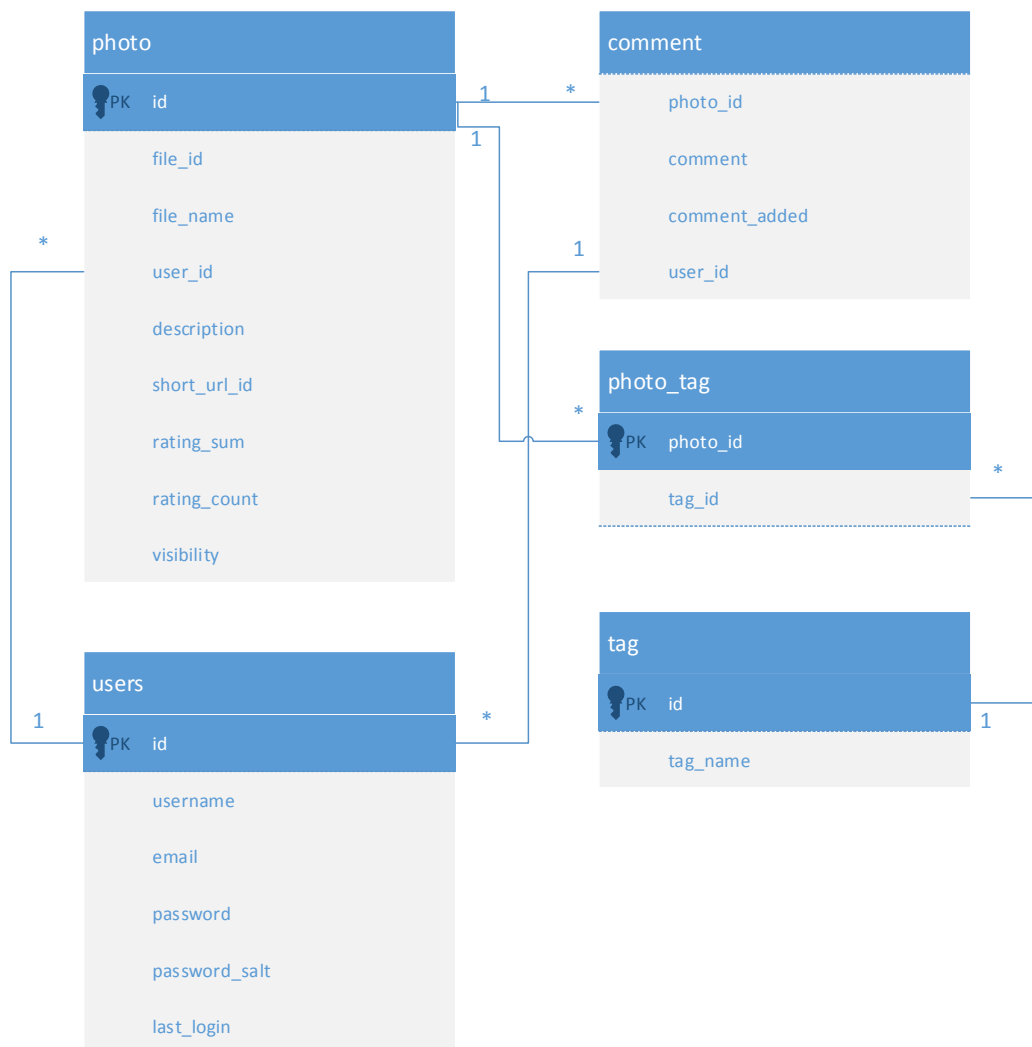 photo
PK id
file_id
file_name
user_id
description
short_url_id
rating_sum
rating_count
visibility
1 *
1
*
1
comment
photo_id
comment
comment_added
user_id
1
photo_tag
PK photo_id
tag_id
*
*
users
PK id
username
email
password
password_salt
last_login
*
tag
PK id
tag_name
1